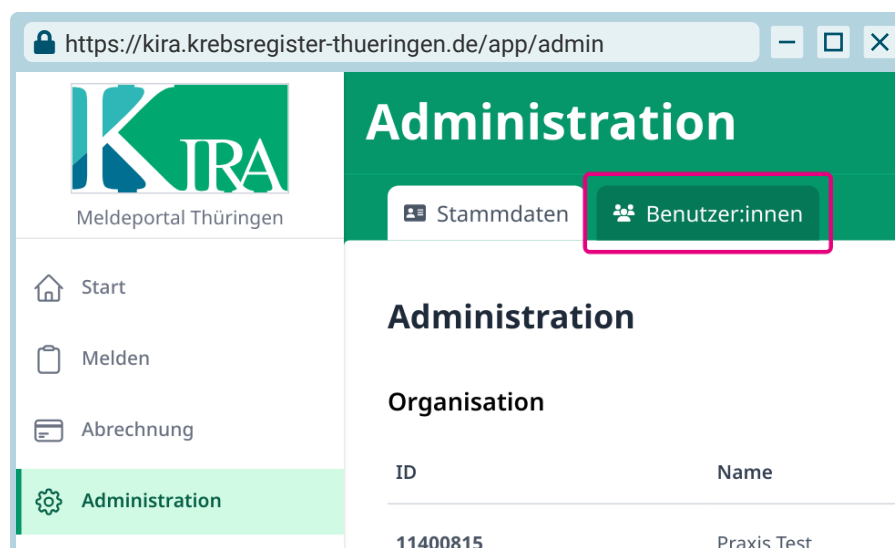 https://kira.krebsregister-thueringen.de/app/admin
KIRA
Meldeportal Thüringen
Start
Melden
Abrechnung
Administration
Administration
Stammdaten
Benutzer:innen
Administration
Organisation
ID Name
11400815 Praxis Test